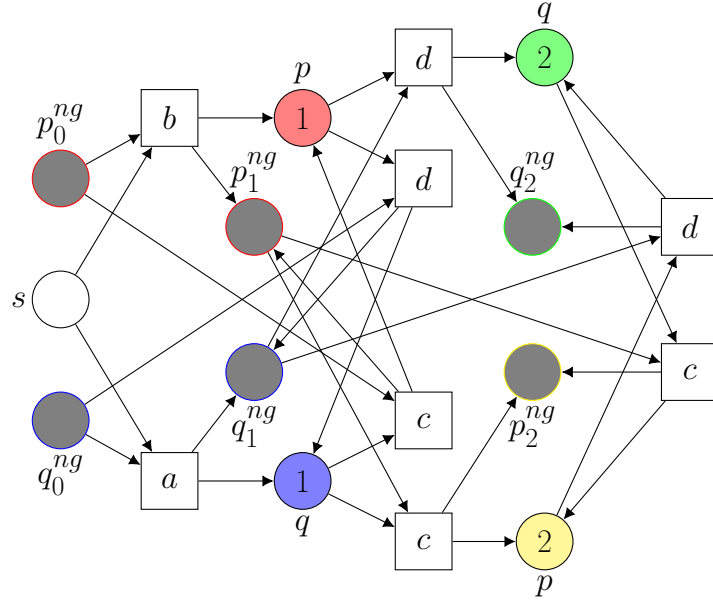 q
p
d
2
b
1
p_0^{ng}
p_1^{ng}
d
q_2^{ng}
d
s
c
q_1^{ng}
p_2^{ng}
c
q_0^{ng}
a
1
q
c
2
p